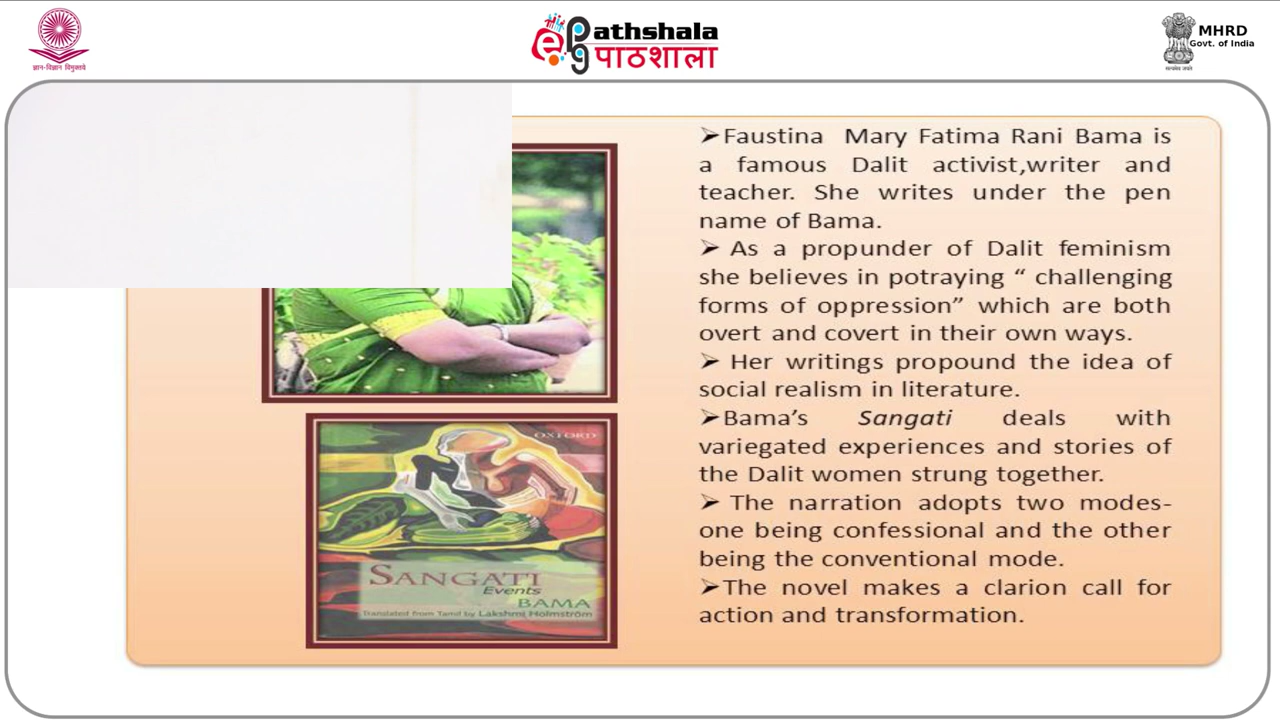 ज्ञान-विज्ञान विमुक्तये
e pathshala
पाठशाला
MHRD
Govt. of India
सत्यमेव जयते
➢Faustina Mary Fatima Rani Bama is
a famous Dalit activist,writer and
teacher. She writes under the pen
name of Bama.
➢ As a propunder of Dalit feminism
she believes in potraying “ challenging
forms of oppression” which are both
overt and covert in their own ways.
➢ Her writings propound the idea of
social realism in literature.
➢Bama’s Sangati deals with
variegated experiences and stories of
the Dalit women strung together.
➢ The narration adopts two modes-
one being confessional and the other
being the conventional mode.
➢The novel makes a clarion call for
action and transformation.
OXFORD
SANGATI
Events
BAMA
Translated from Tamil by Lakshmi Holmström